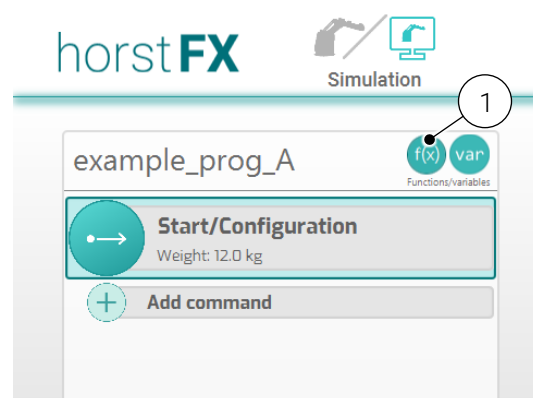 horstFX
Simulation
1
example_prog_A
f(x) var
Functions/variables
Start/Configuration
Weight: 12.0 kg
Add command